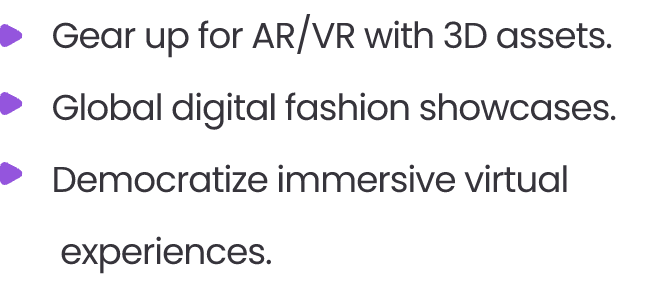 Gear up for AR/VR with 3D assets.
Global digital fashion showcases.
Democratize immersive virtual
experiences.